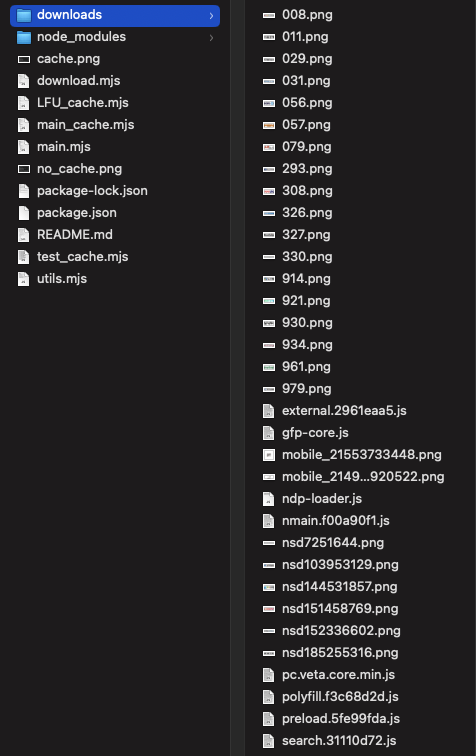 downloads
node_modules
cache.png
download.mjs
LFU_cache.mjs
main_cache.mjs
main.mjs
no_cache.png
package-lock.json
package.json
README.md
test_cache.mjs
utils.mjs
008.png
011.png
029.png
031.png
056.png
057.png
079.png
293.png
308.png
326.png
327.png
330.png
914.png
921.png
930.png
934.png
961.png
979.png
external.2961eaa5.js
gfp-core.js
mobile_21553733448.png
mobile_2149...920522.png
ndp-loader.js
nmain.f00a90f1.js
nsd7251644.png
nsd103953129.png
nsd144531857.png
nsd151458769.png
nsd152336602.png
nsd185255316.png
pc.veta.core.min.js
polyfill.f3c68d2d.js
preload.5fe99fda.js
search.31110d72.js